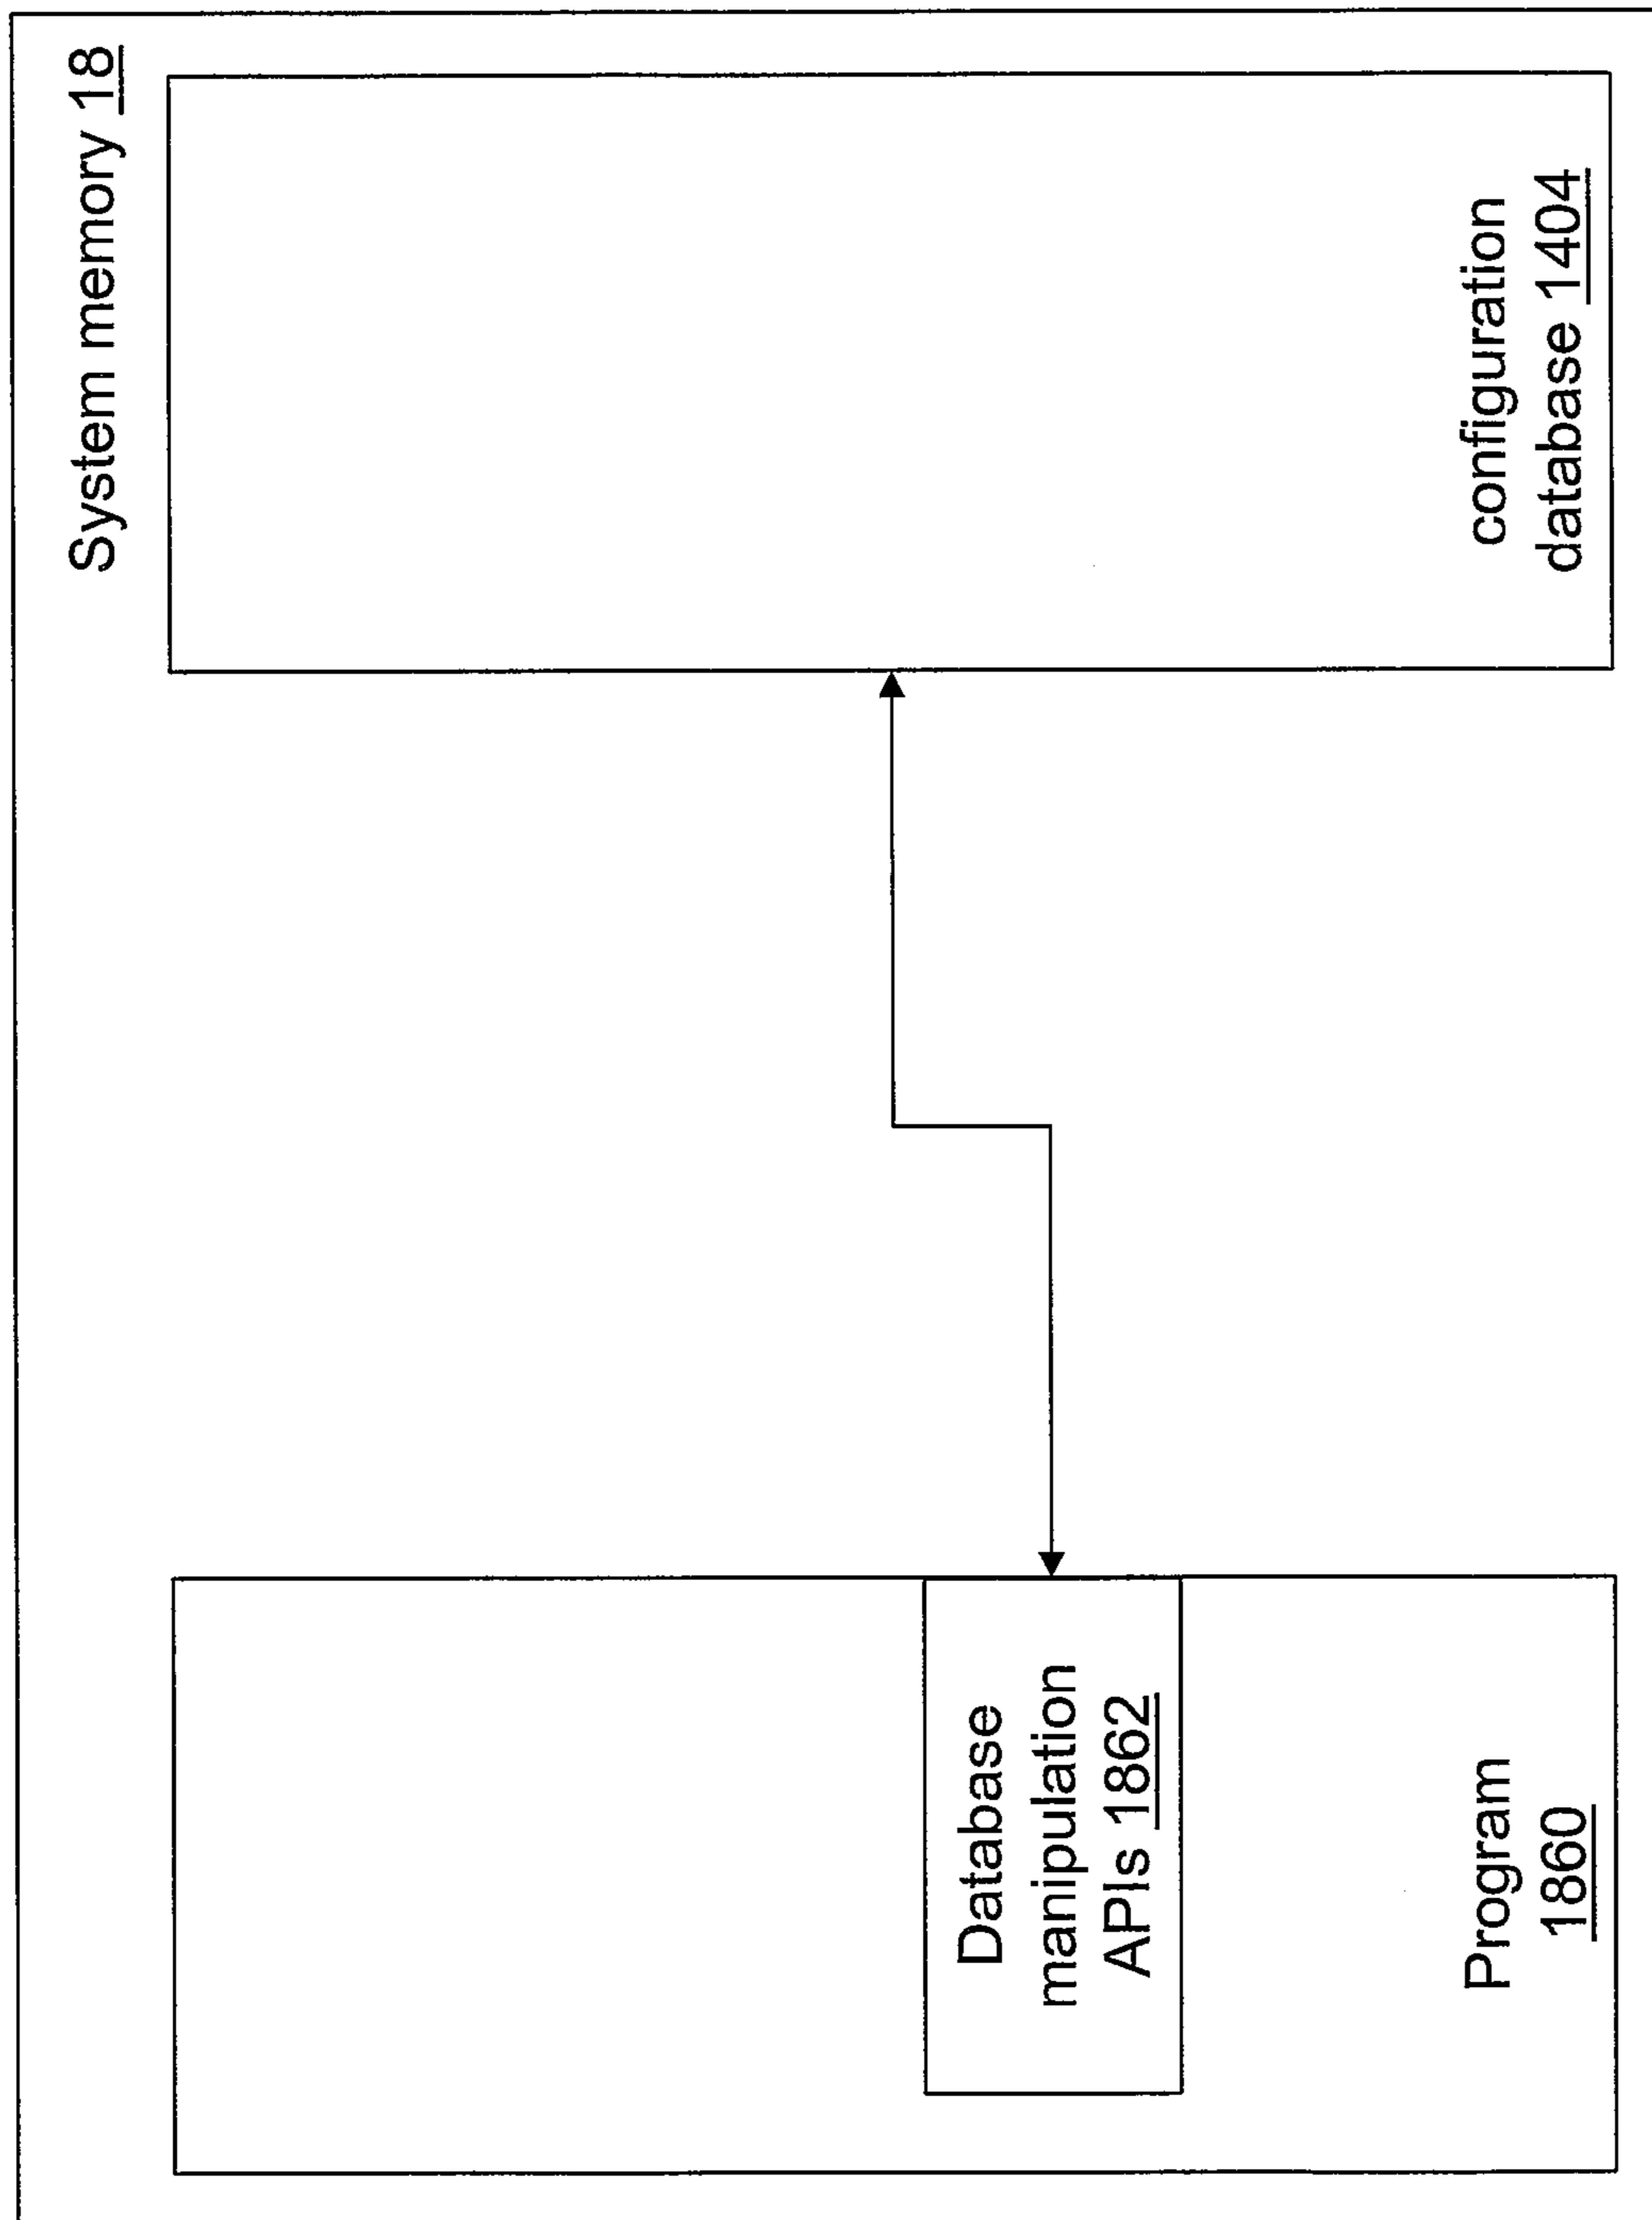 System memory 18
Database
manipulation
APIs 1862
Program
1860
configuration
database 1404